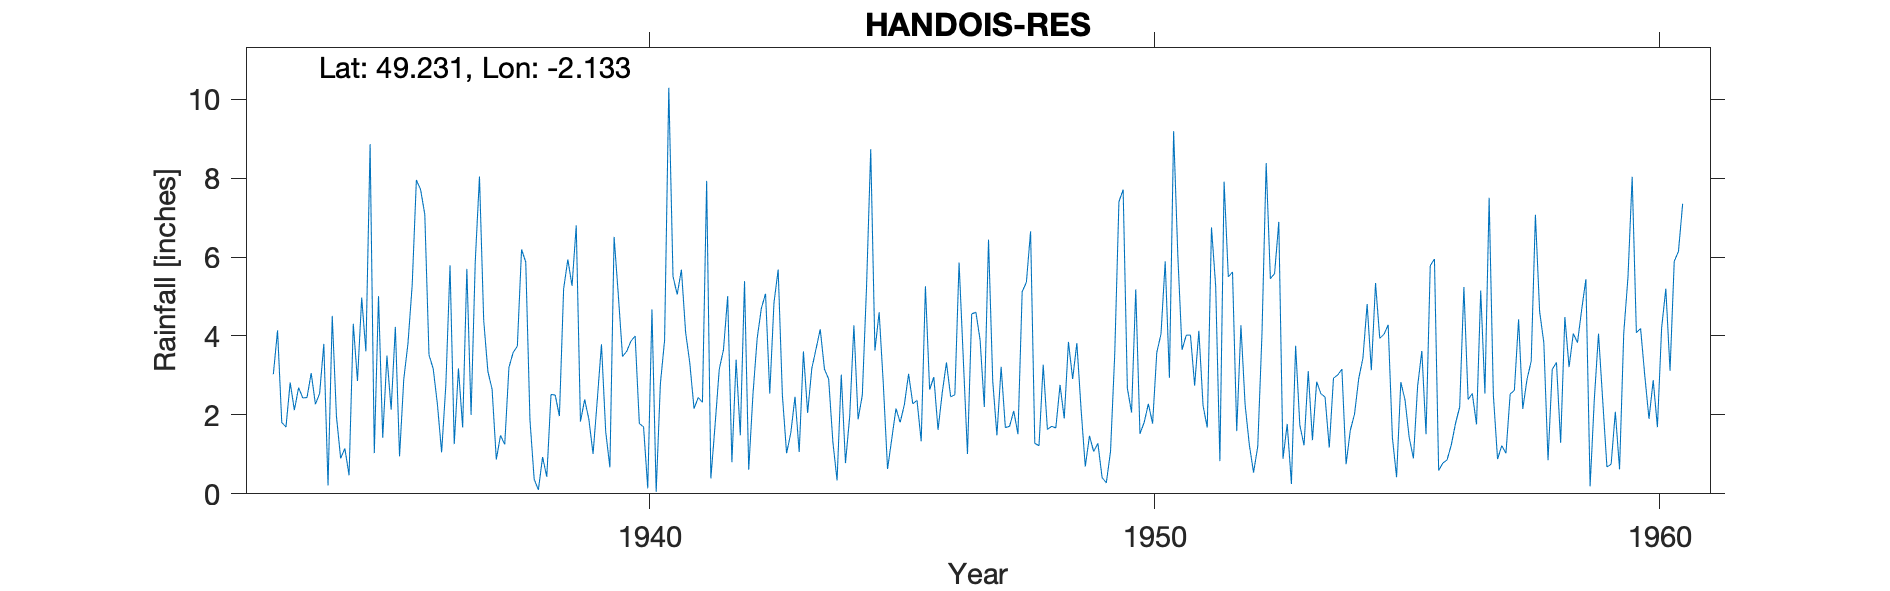 HANDOIS-RES
Lat: 49.231, Lon: -2.133
Rainfall [inches]
10
8
6
4
2
0
1940 1950 1960
Year